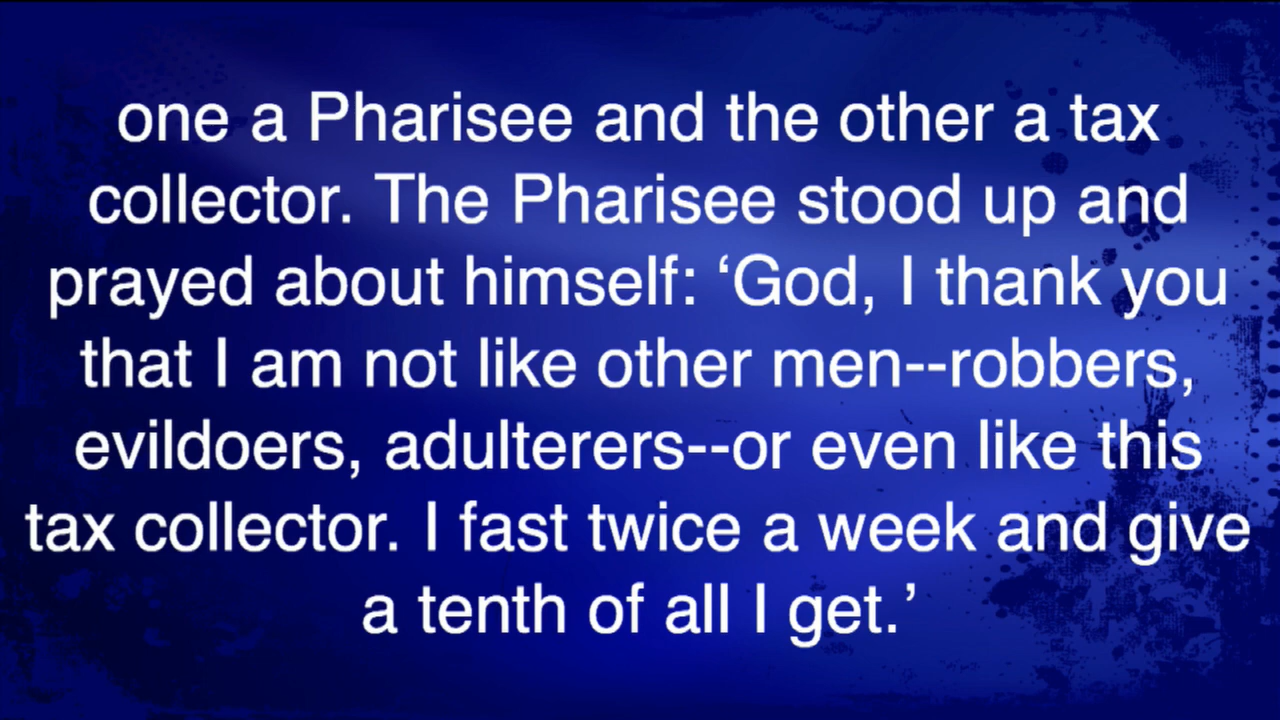 one a Pharisee and the other a tax
collector. The Pharisee stood up and
prayed about himself: ‘God, I thank you
that I am not like other men--robbers,
evildoers, adulterers--or even like this
tax collector. I fast twice a week and give
a tenth of all I get.’